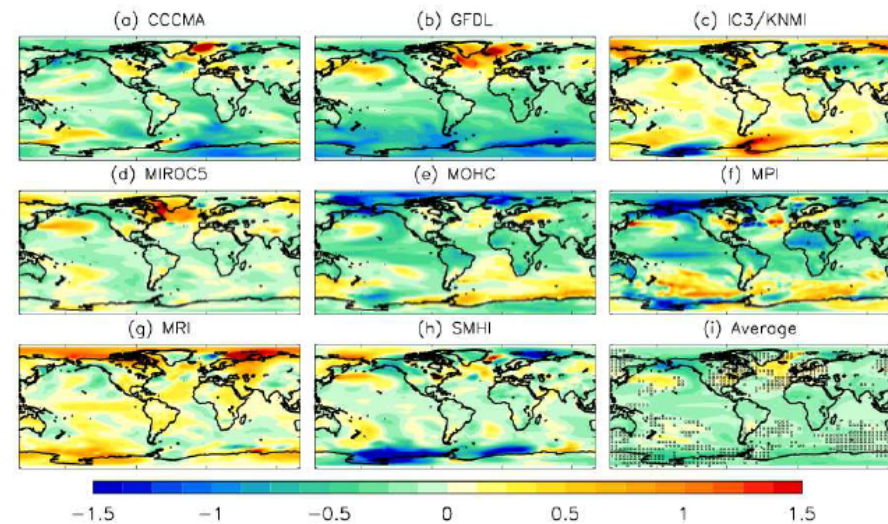 (a) CCCMA (b) GFDL (c) IC3/KNMI
(d) MIROC5 (e) MOHC (f) MPI
(g) MRI (h) SMHI (i) Average
-1.5 -1 -0.5 0 0.5 1 1.5